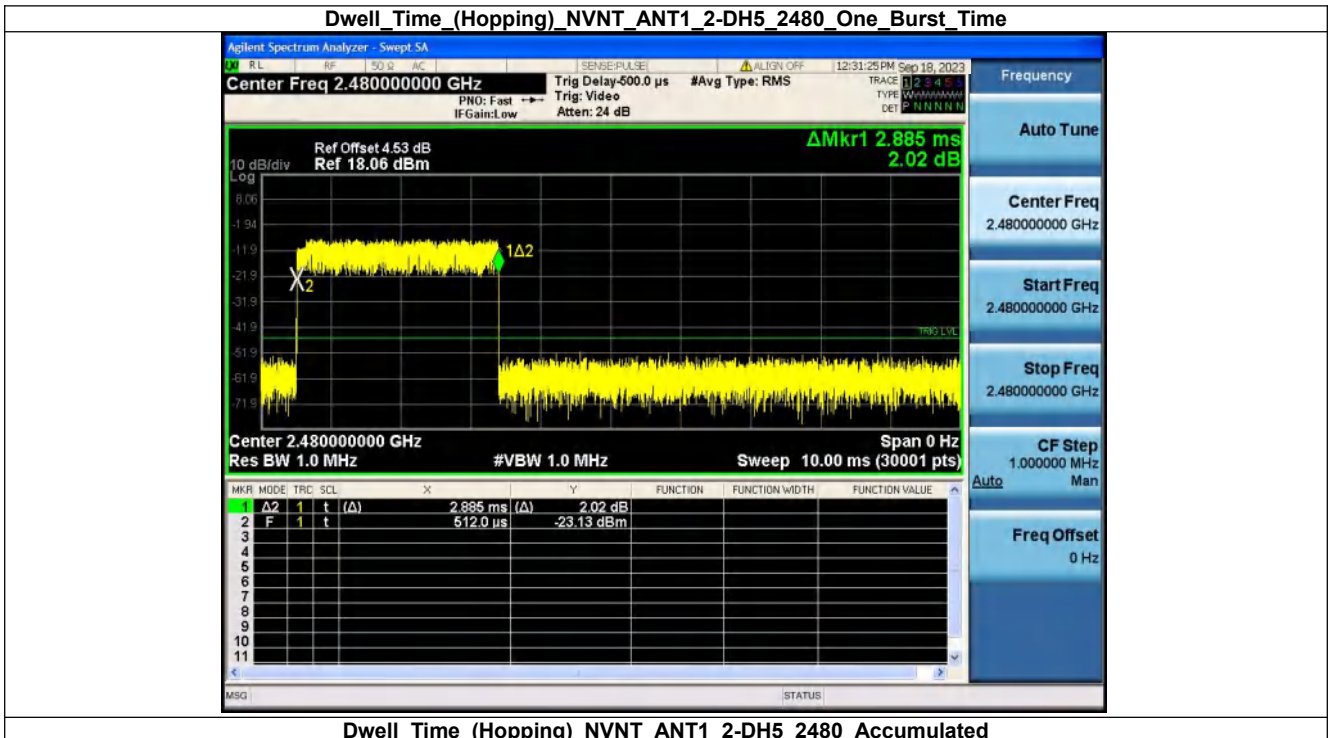 Dwell_Time_(Hopping)_NVNT_ANT1_2-DH5_2480_One_Burst_Time
Agilent Spectrum Analyzer - Swept SA
RL RF 50 Ω AC SENSE:PULSE ALIGN OFF 12:31:25 PM Sep 18, 2023
Center Freq 2.480000000 GHz
PNO: Fast
IFGain:Low
Trig Delay-500.0 µs
Trig: Video
Atten: 24 dB
#Avg Type: RMS
TRACE 1 2 3 4 5 6
TYPE
DET P N N N N N
Frequency
Auto Tune
Center Freq
2.480000000 GHz
Start Freq
2.480000000 GHz
Stop Freq
2.480000000 GHz
CF Step
1.000000 MHz
Auto Man
Freq Offset
0 Hz
ΔMkr1 2.885 ms
2.02 dB
Ref Offset 4.53 dB
10 dB/div Ref 18.06 dBm
Log
8.06
-1.94
-11.9
-21.9
-31.9
-41.9
-51.9
-61.9
-71.9
1Δ2
2
TRIG LVL
Center 2.480000000 GHz Span 0 Hz
Res BW 1.0 MHz #VBW 1.0 MHz Sweep 10.00 ms (30001 pts)
MKR MODE TRC SCL X Y FUNCTION FUNCTION WIDTH FUNCTION VALUE
1 Δ2 1 t (Δ) 2.885 ms (Δ) 2.02 dB
2 F 1 t 512.0 µs -23.13 dBm
3
4
5
6
7
8
9
10
11
MSG STATUS
Dwell_Time_(Hopping)_NVNT_ANT1_2-DH5_2480_Accumulated